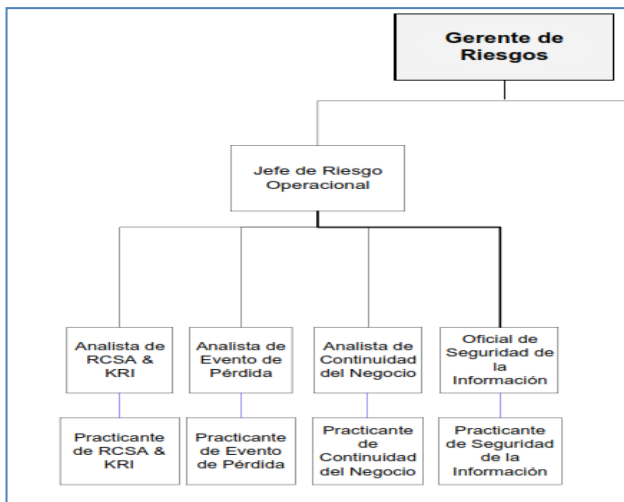 Gerente de
Riesgos
Jefe de Riesgo
Operacional
Analista de
RCSA &
KRI
Analista de
Evento de
Pérdida
Analista de
Continuidad
del Negocio
Oficial de
Seguridad de
la
Información
Practicante
de RCSA &
KRI
Practicante
de Evento
de Pérdida
Practicante
de
Continuidad
del Negocio
Practicante
de Seguridad
de la
Información